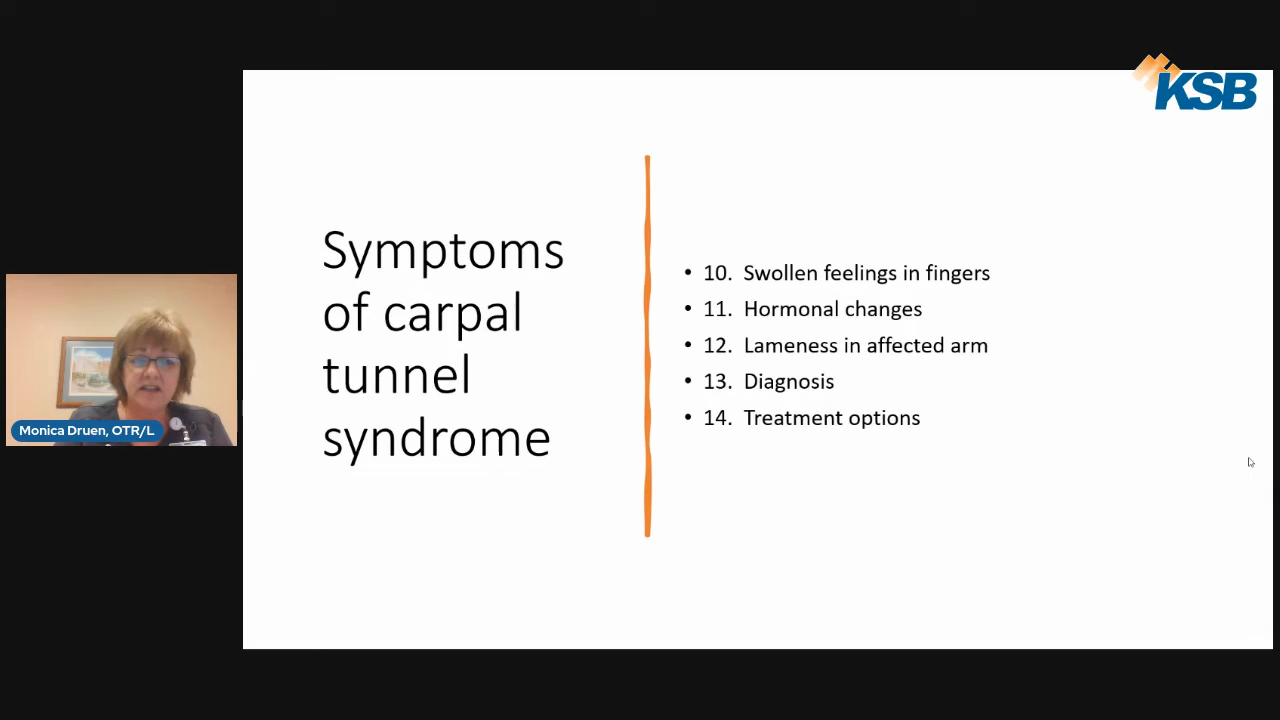 KSB
Symptoms
of carpal
tunnel
syndrome
• 10. Swollen feelings in fingers
• 11. Hormonal changes
• 12. Lameness in affected arm
• 13. Diagnosis
• 14. Treatment options
Monica Druen, OTR/L